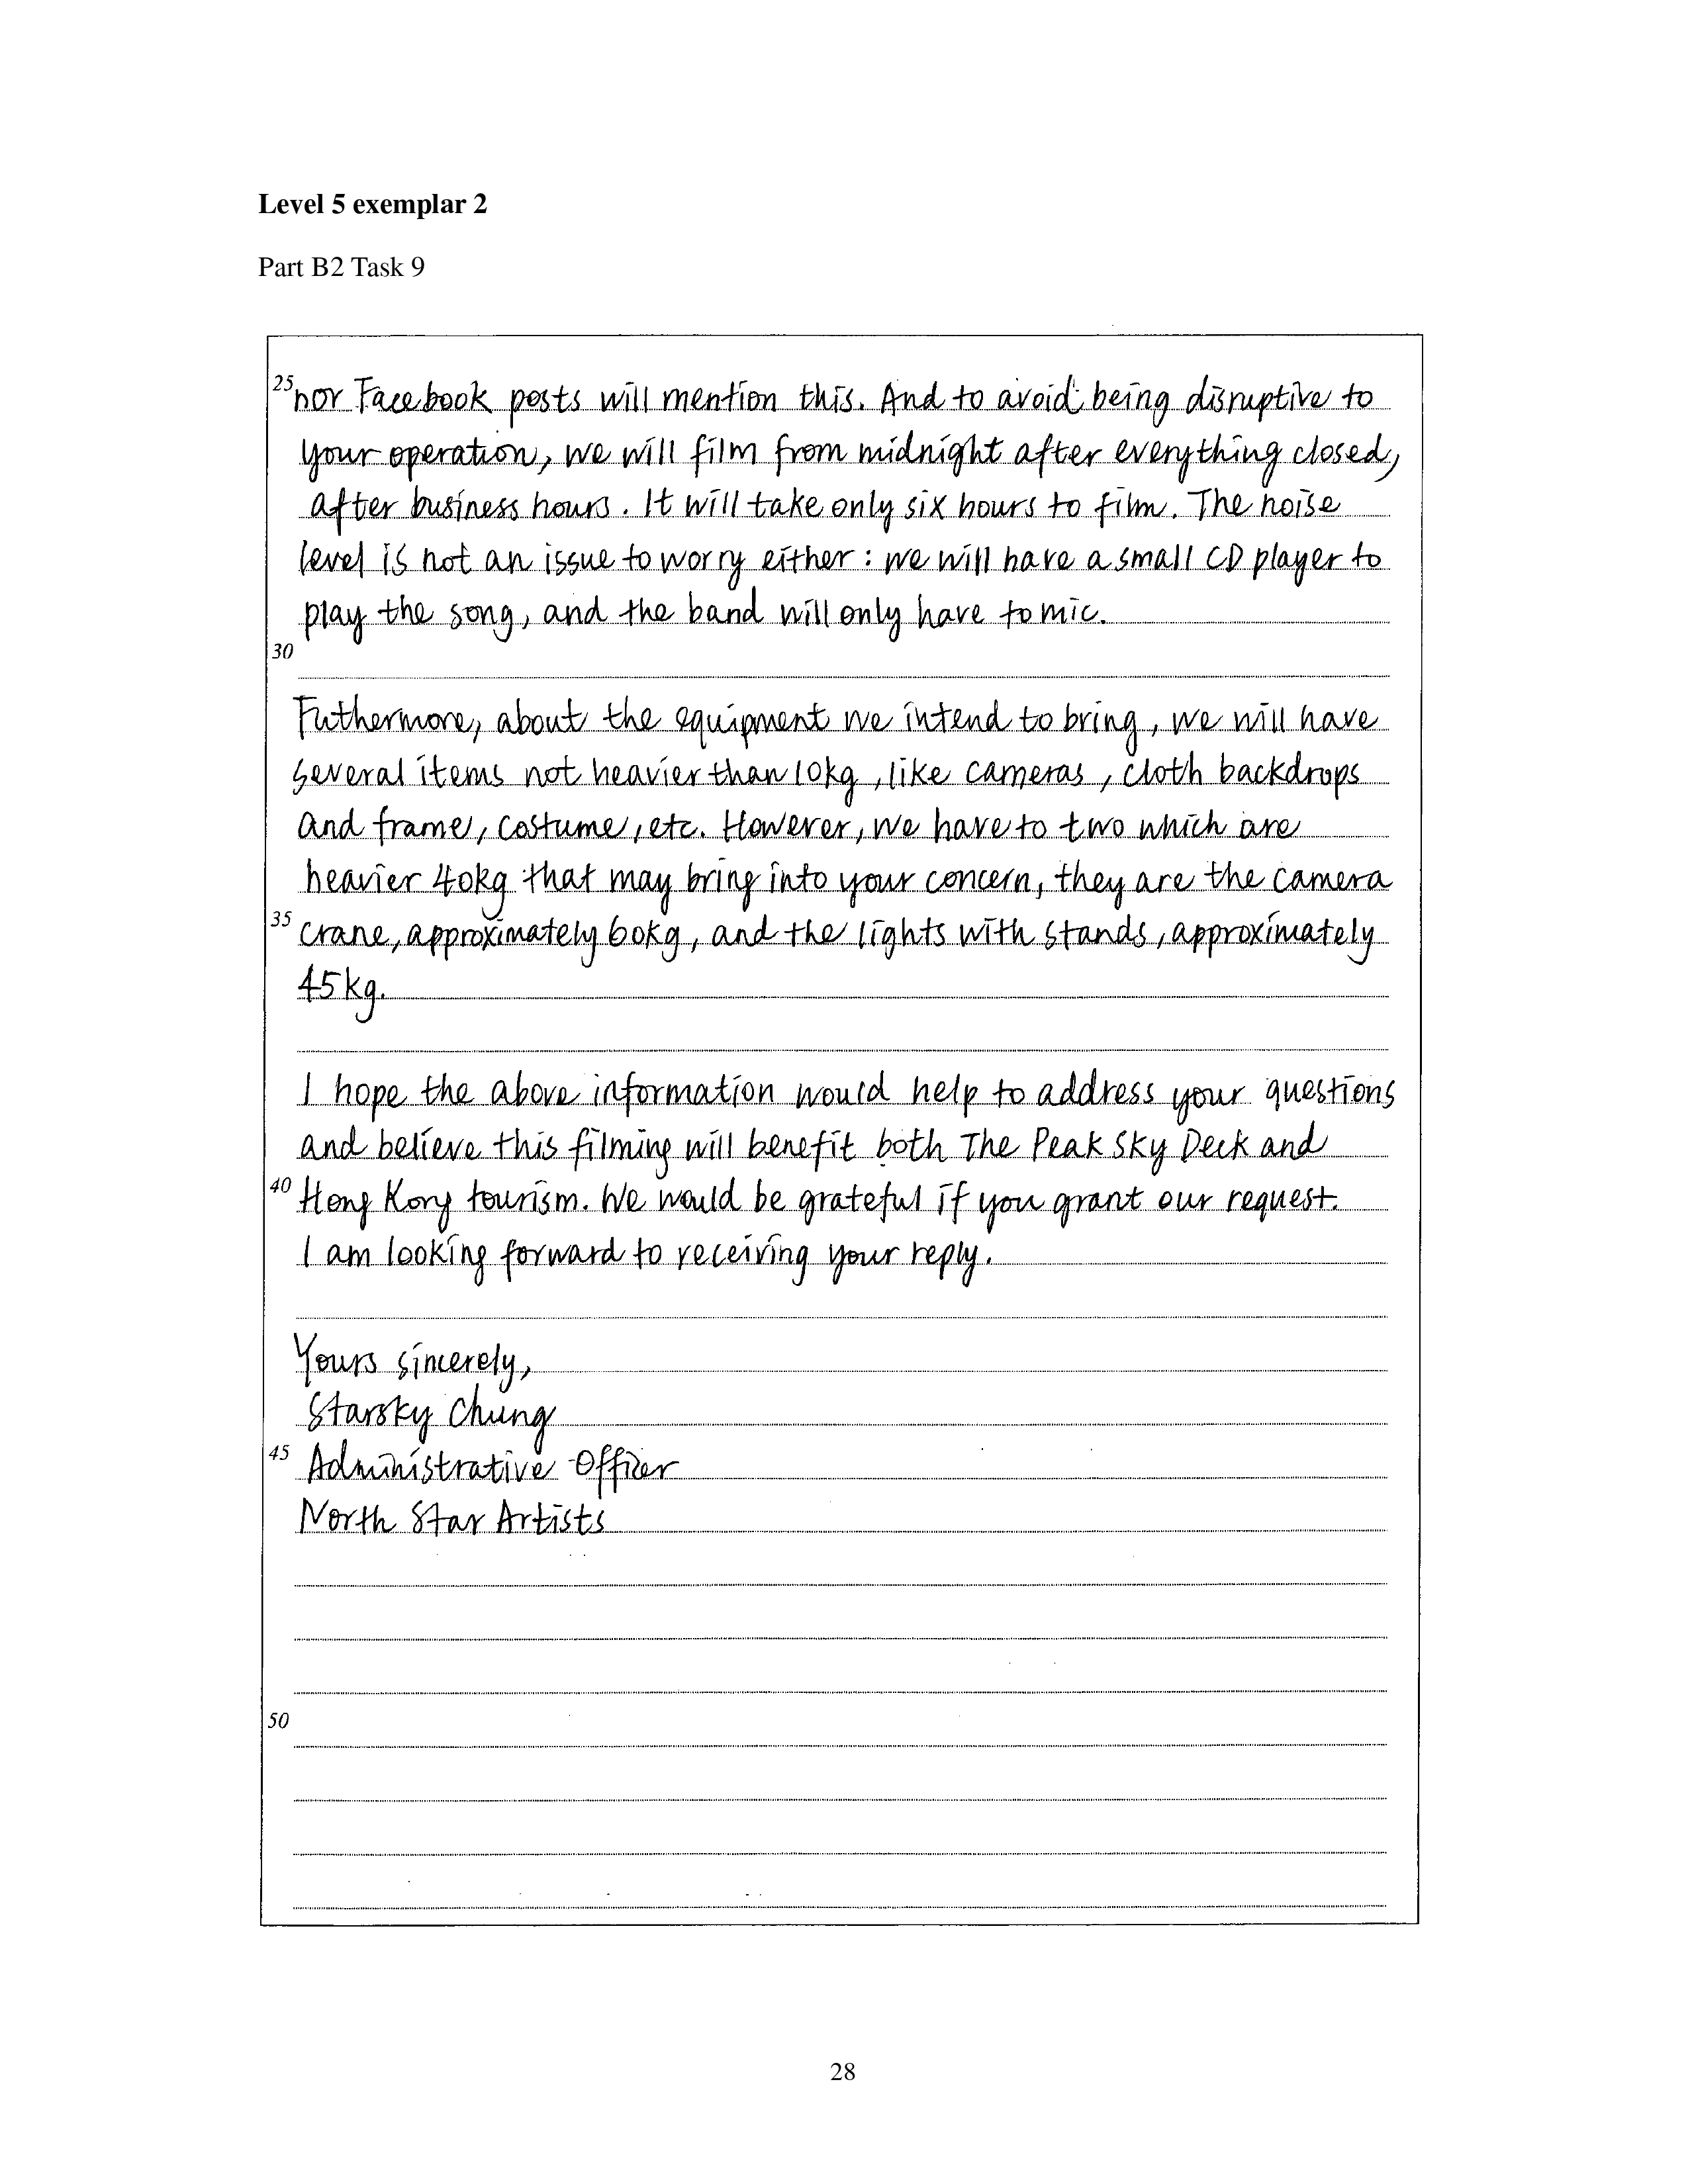 Level 5 exemplar 2
Part B2 Task 9
25
nor Facebook posts will mention this. And to avoid being disruptive to
your operation, we will film from midnight after everything closed,
after business hours. It will take only six hours to film. The noise
level is not an issue to worry either: we will have a small CD player to
play the song, and the band will only have to mic.
30
Futhermore, about the equipment we intend to bring, we will have
several items not heavier than 10kg, like cameras, cloth backdrops
and frame, costume, etc. However, we have to two which are
heavier 40kg that may bring into your concern, they are the camera
35
crane, approximately 60kg, and the lights with stands, approximately
45kg.
I hope the above information would help to address your questions
and believe this filming will benefit both The Peak Sky Deck and
40
Hong Kong tourism. We would be grateful if you grant our request.
I am looking forward to receiving your reply.
Yours sincerely,
Starsky Chung
45
Administrative Officer
North Star Artists
50
28